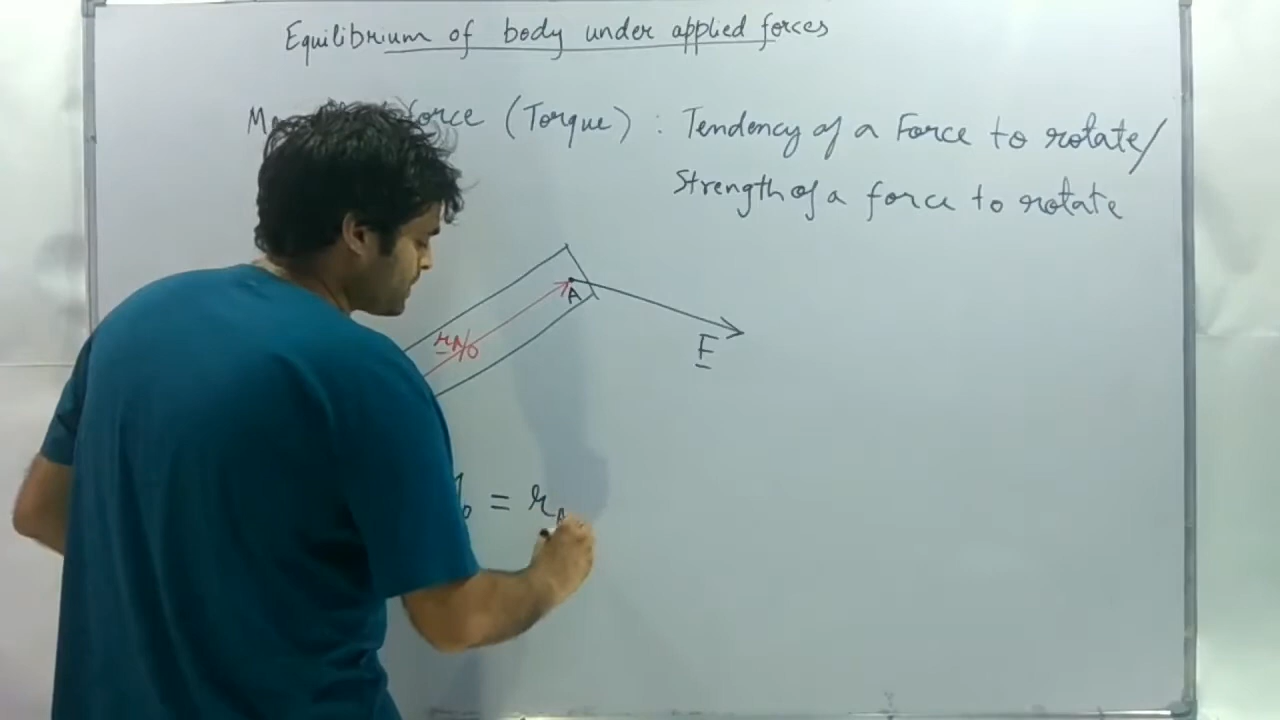 Equilibrium of body under applied forces
force (Torque) : Tendency of a Force to rotate/
Strength of a force to rotate
A
r A/O
F
o = r A